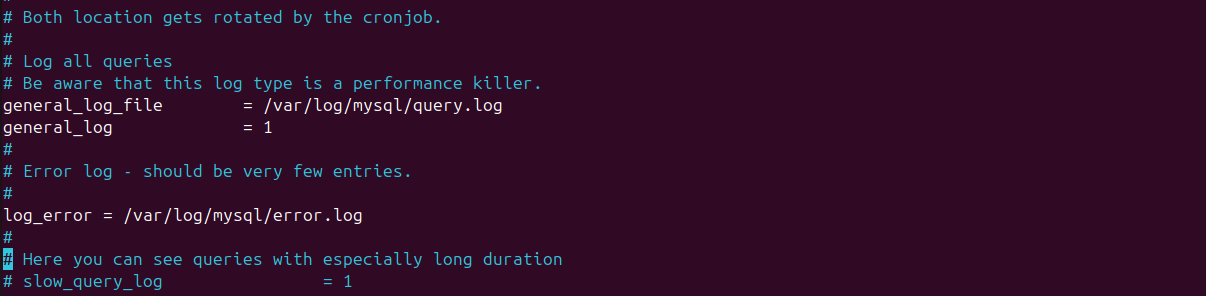 # Both location gets rotated by the cronjob.
#
# Log all queries
# Be aware that this log type is a performance killer.
general_log_file        = /var/log/mysql/query.log
general_log             = 1
#
# Error log - should be very few entries.
#
log_error = /var/log/mysql/error.log
#
# Here you can see queries with especially long duration
# slow_query_log                = 1